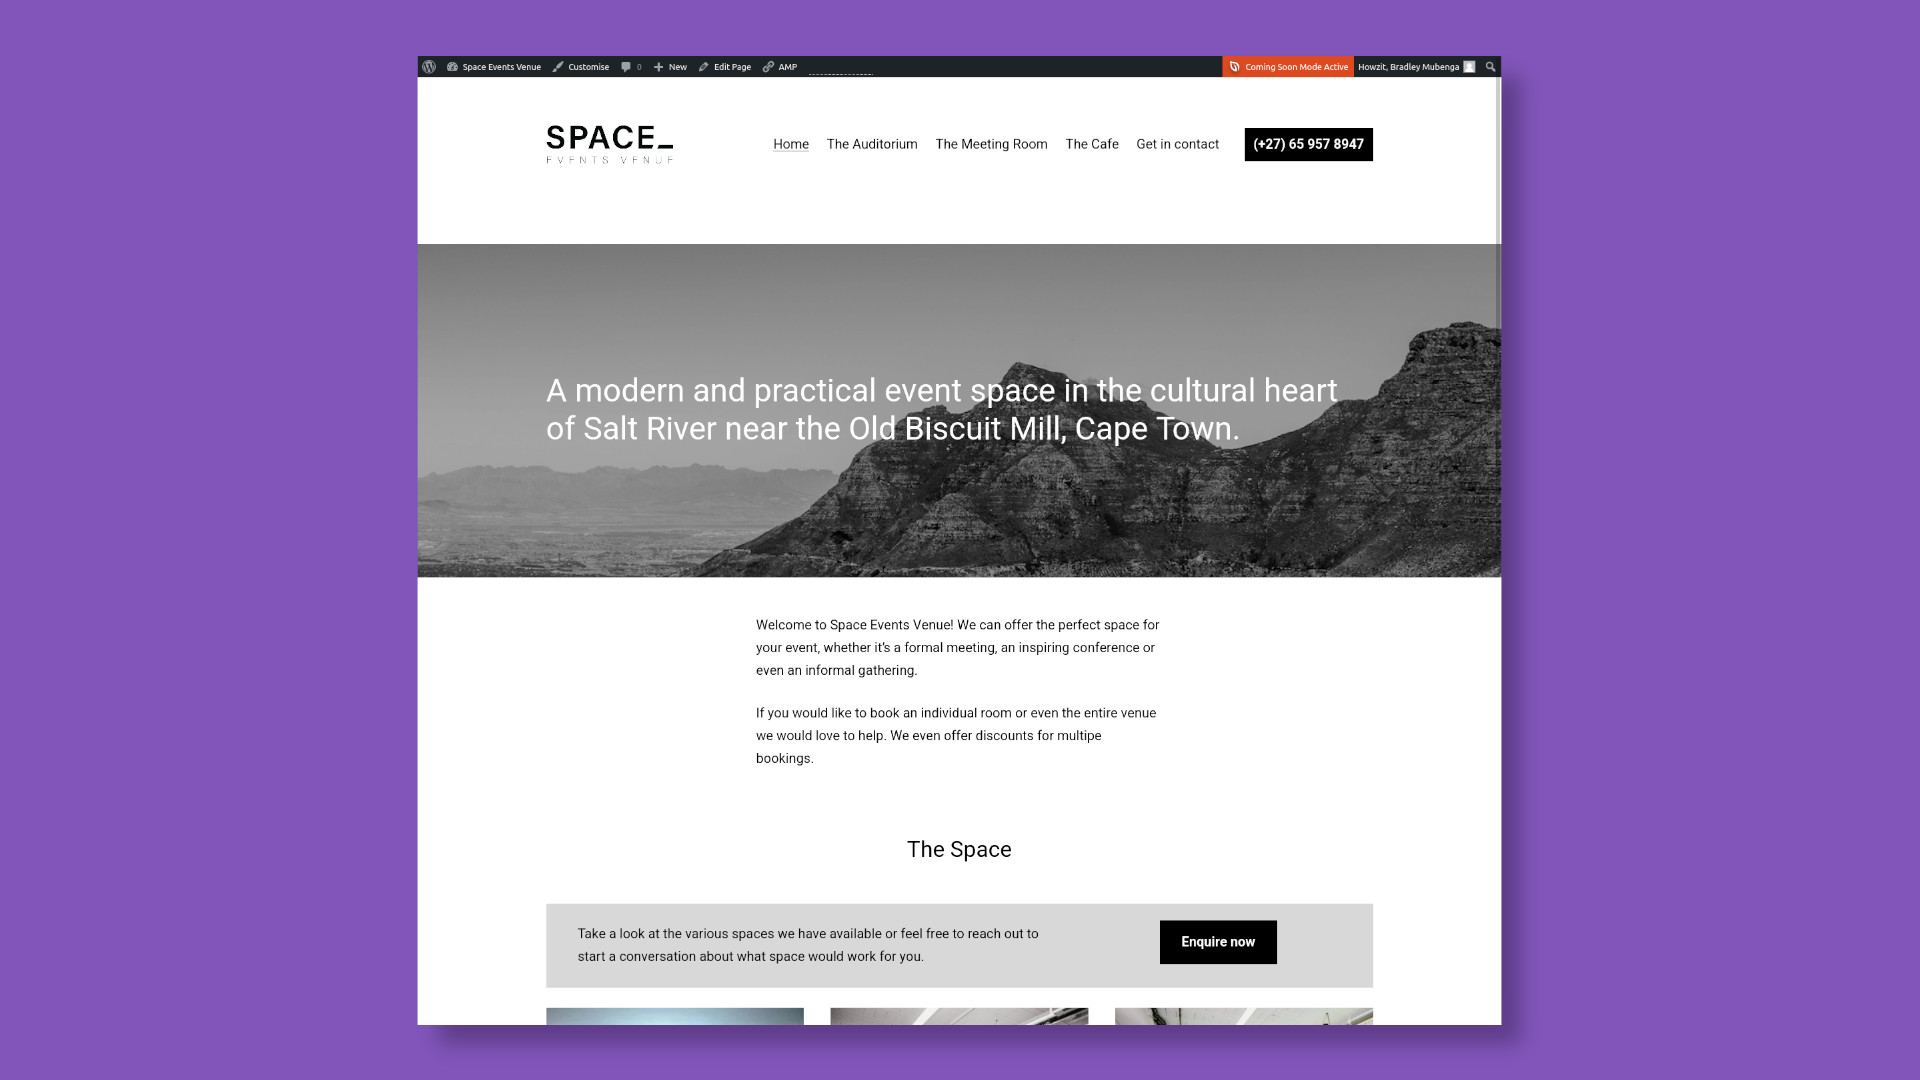 Space Events Venue Customise 0 New Edit Page AMP Coming Soon Mode Active Howzit, Bradley Mubenga
SPACE_
EVENTS VENUE
Home The Auditorium The Meeting Room The Cafe Get in contact (+27) 65 957 8947
A modern and practical event space in the cultural heart
of Salt River near the Old Biscuit Mill, Cape Town.
Welcome to Space Events Venue! We can offer the perfect space for
your event, whether it's a formal meeting, an inspiring conference or
even an informal gathering.
If you would like to book an individual room or even the entire venue
we would love to help. We even offer discounts for multipe
bookings.
The Space
Take a look at the various spaces we have available or feel free to reach out to
start a conversation about what space would work for you.
Enquire now